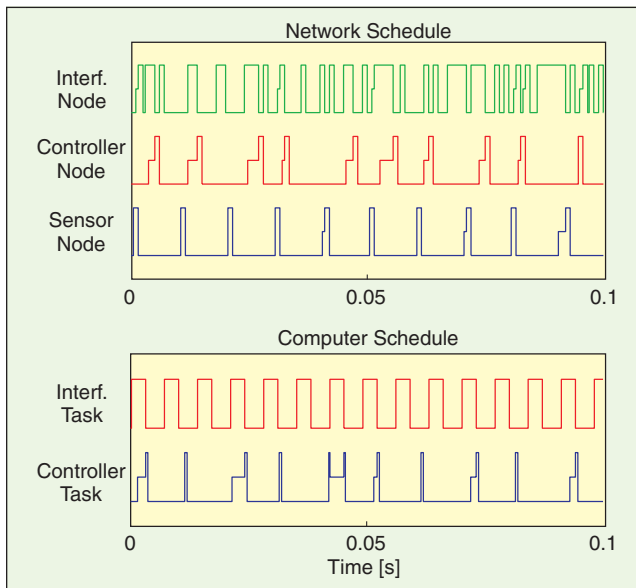 Network Schedule
Interf.
Node
Controller
Node
Sensor
Node
0 0.05 0.1
Computer Schedule
Interf.
Task
Controller
Task
0 0.05 0.1
Time [s]